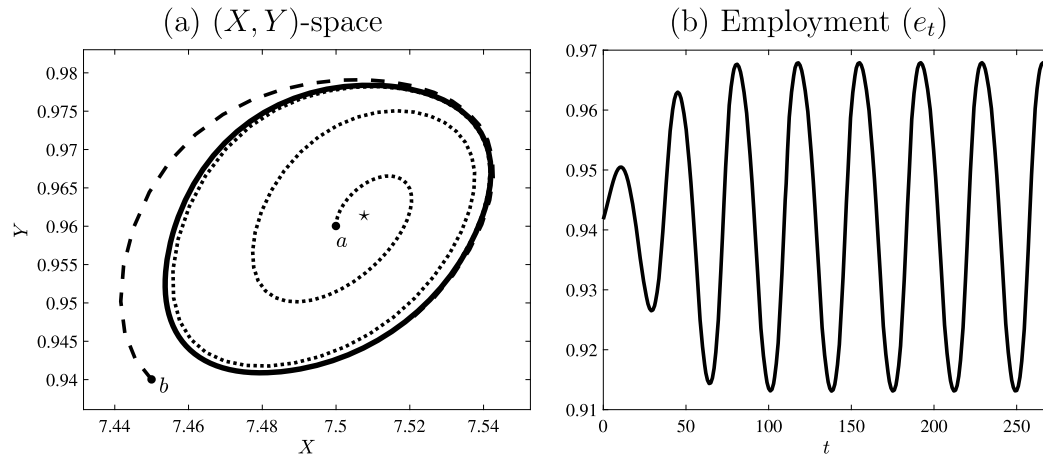 (a) (X, Y)-space
0.98
0.975
0.97
0.965
0.96
0.955
0.95
0.945
0.94
Y
a
b
7.44 7.46 7.48 7.5 7.52 7.54
X
(b) Employment (e_t)
0.97
0.96
0.95
0.94
0.93
0.92
0.91
0 50 100 150 200 250
t